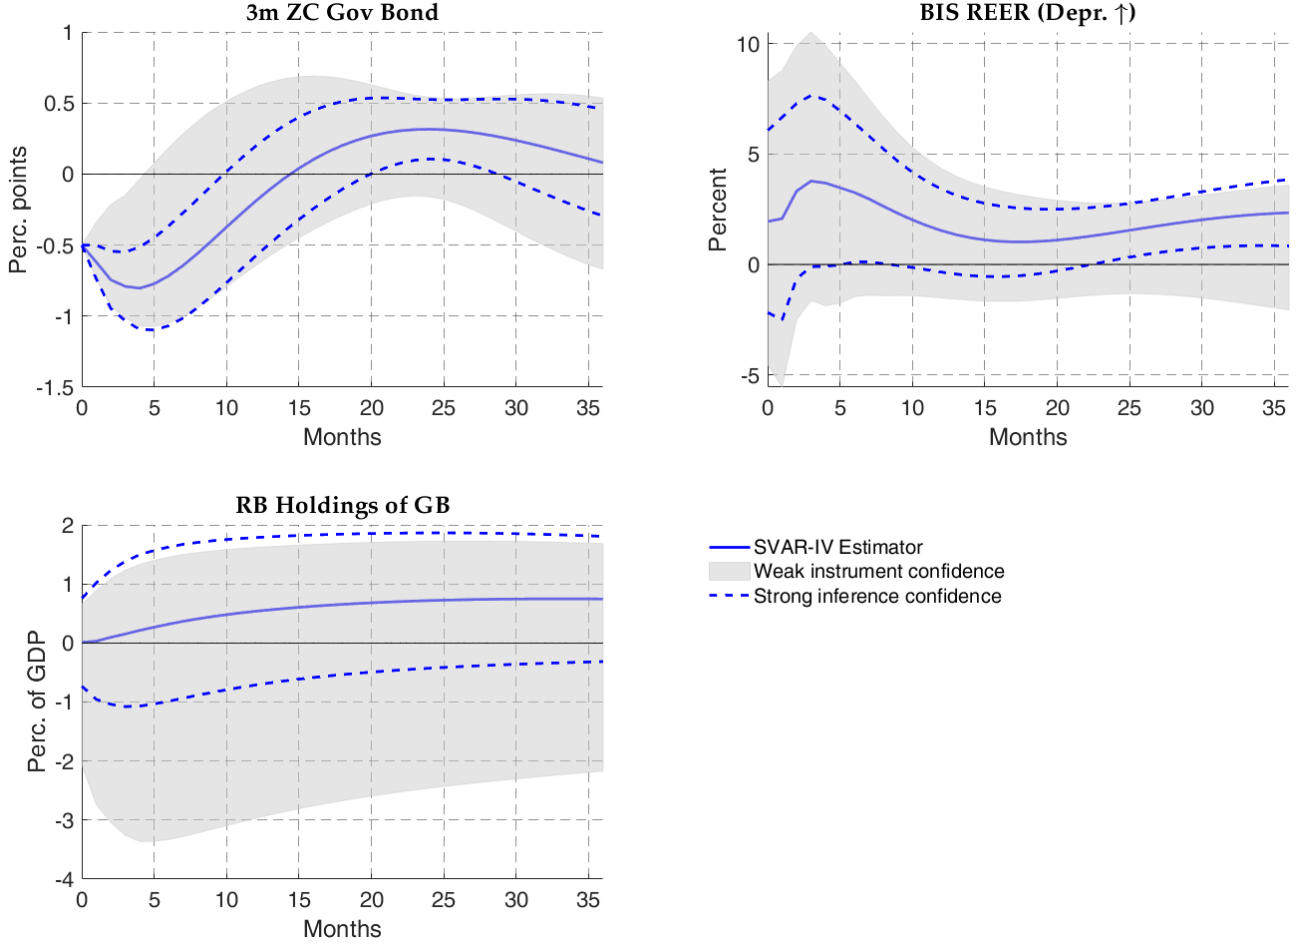 3m ZC Gov Bond
1
0.5
0
-0.5
-1
-1.5
Perc. points
0 5 10 15 20 25 30 35
Months
BIS REER (Depr. ↑)
10
5
0
-5
Percent
0 5 10 15 20 25 30 35
Months
RB Holdings of GB
2
1
0
-1
-2
-3
-4
Perc. of GDP
0 5 10 15 20 25 30 35
Months
SVAR-IV Estimator
Weak instrument confidence
Strong inference confidence